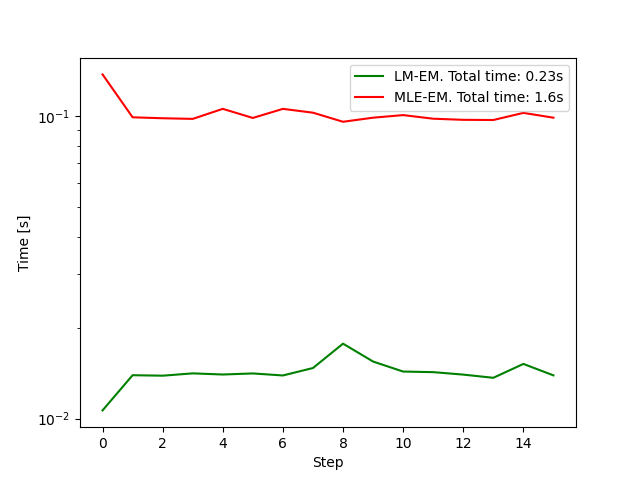 LM-EM. Total time: 0.23s
MLE-EM. Total time: 1.6s
10⁻¹
Time [s]
10⁻²
0 2 4 6 8 10 12 14
Step